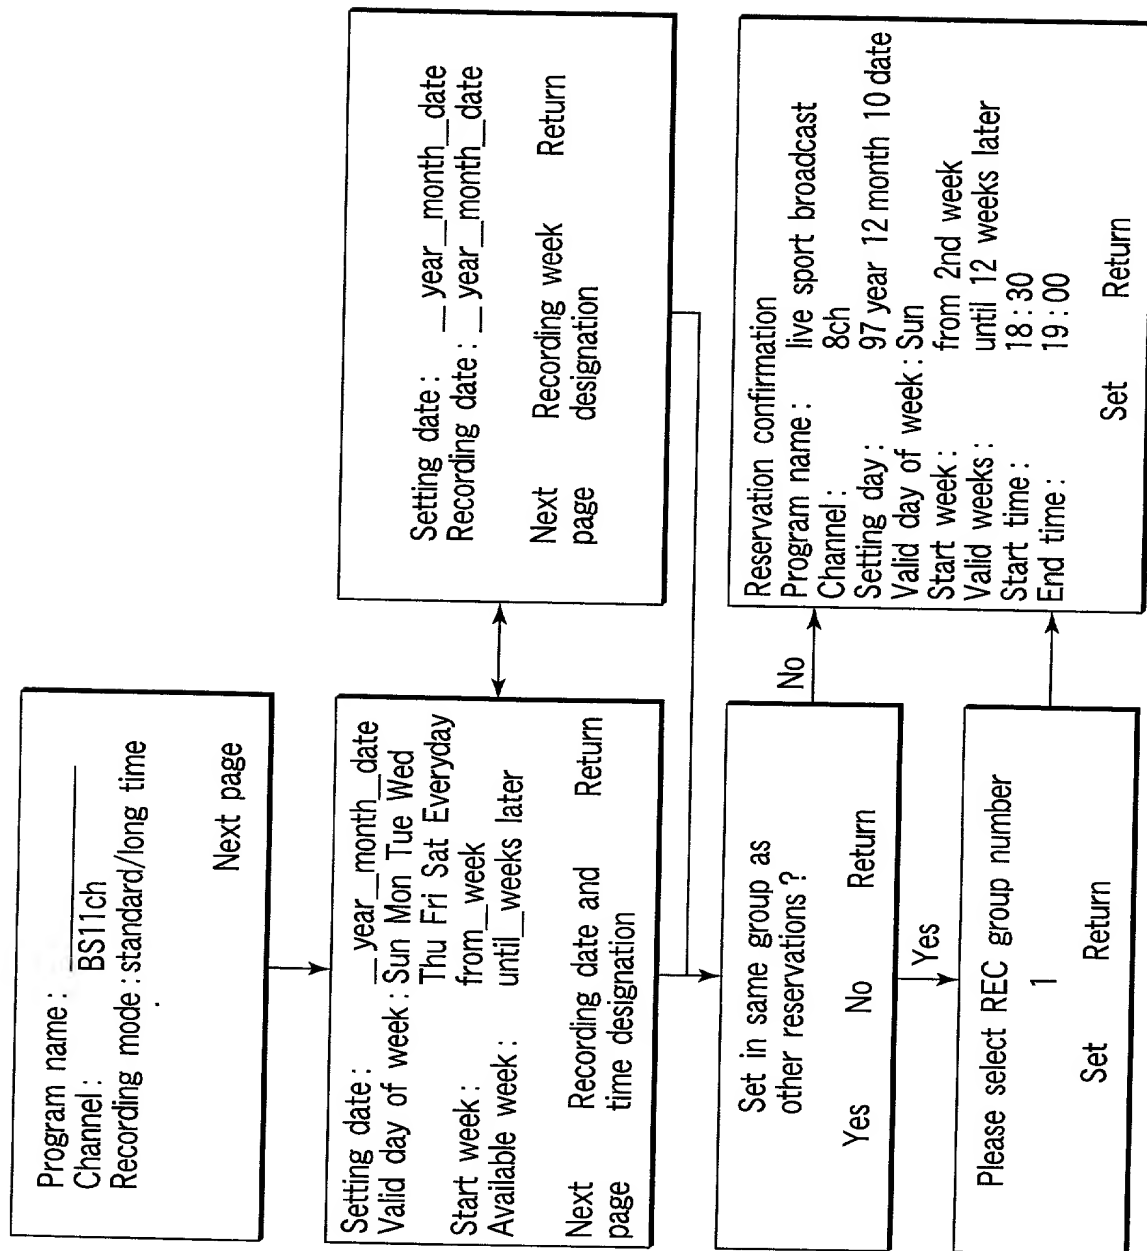 Program name : ________
Channel : BS11ch
Recording mode : standard/long time
Next page
Setting date : __year_month__date
Valid day of week : Sun Mon Tue Wed
Thu Fri Sat Everyday
Start week : from__week
Available week : until_weeks later
Next page Recording date and time designation Return
Setting date : __year_month__date
Recording date : __year_month__date
Next page Recording week designation Return
Set in same group as
other reservations ?
Yes No Return
No
Yes
Please select REC group number
1
Set Return
Reservation confirmation
Program name : live sport broadcast
Channel : 8ch
Setting day : 97 year 12 month 10 date
Valid day of week : Sun
Start week : from 2nd week
Valid weeks : until 12 weeks later
Start time : 18 : 30
End time : 19 : 00
Set Return